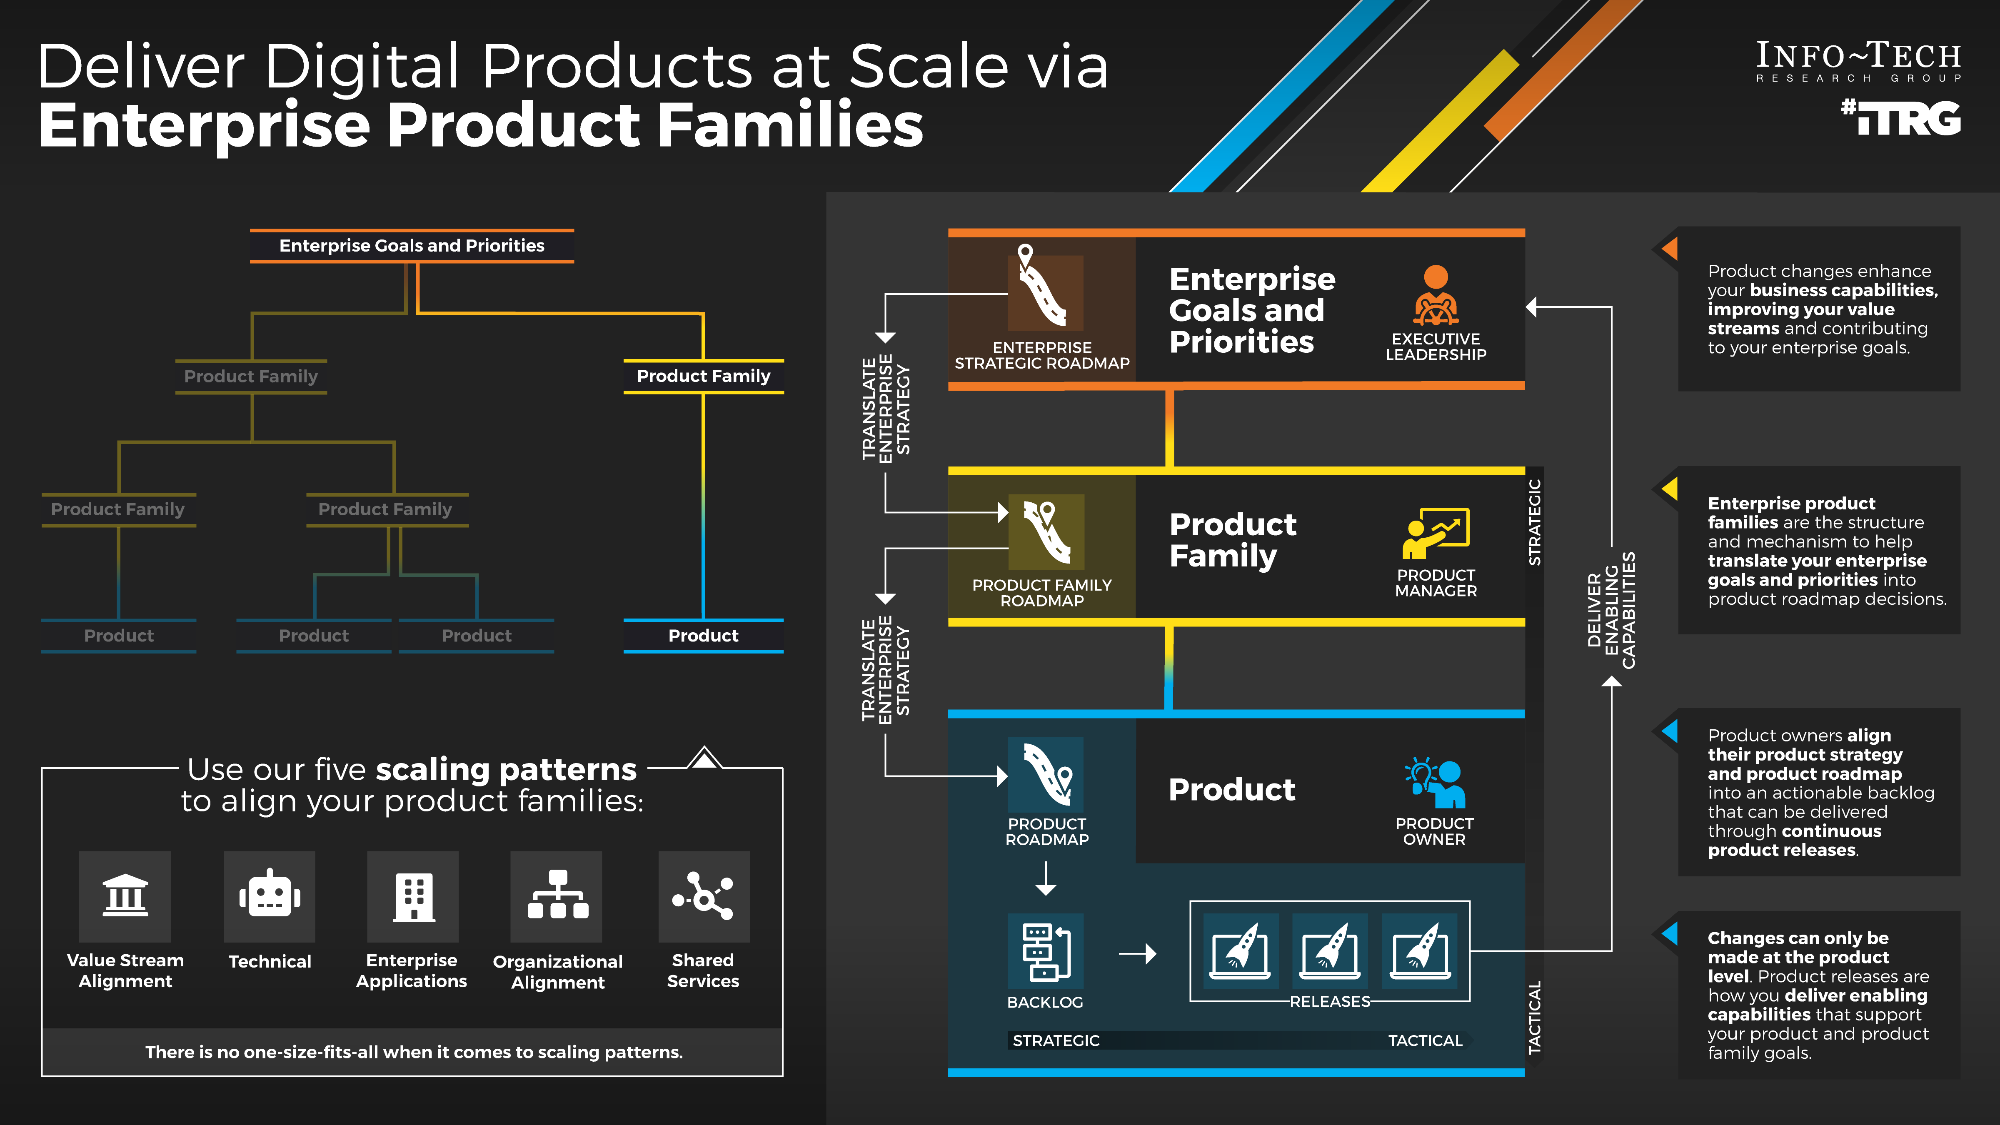 Deliver Digital Products at Scale via
Enterprise Product Families
INFO~TECH
RESEARCH GROUP
#iTRG
Enterprise Goals and Priorities
Product Family
Product Family
Product Family
Product Family
Product
Product
Product
Product
Use our five scaling patterns
to align your product families:
Value Stream
Alignment
Technical
Enterprise
Applications
Organizational
Alignment
Shared
Services
There is no one-size-fits-all when it comes to scaling patterns.
TRANSLATE
ENTERPRISE
STRATEGY
TRANSLATE
ENTERPRISE
STRATEGY
ENTERPRISE
STRATEGIC ROADMAP
Enterprise
Goals and
Priorities
EXECUTIVE
LEADERSHIP
PRODUCT FAMILY
ROADMAP
Product
Family
PRODUCT
MANAGER
PRODUCT
ROADMAP
Product
PRODUCT
OWNER
BACKLOG
RELEASES
STRATEGIC
TACTICAL
STRATEGIC
TACTICAL
DELIVER
ENABLING
CAPABILITIES
Product changes enhance
your business capabilities,
improving your value
streams and contributing
to your enterprise goals.
Enterprise product
families are the structure
and mechanism to help
translate your enterprise
goals and priorities into
product roadmap decisions.
Product owners align
their product strategy
and product roadmap
into an actionable backlog
that can be delivered
through continuous
product releases.
Changes can only be
made at the product
level. Product releases are
how you deliver enabling
capabilities that support
your product and product
family goals.